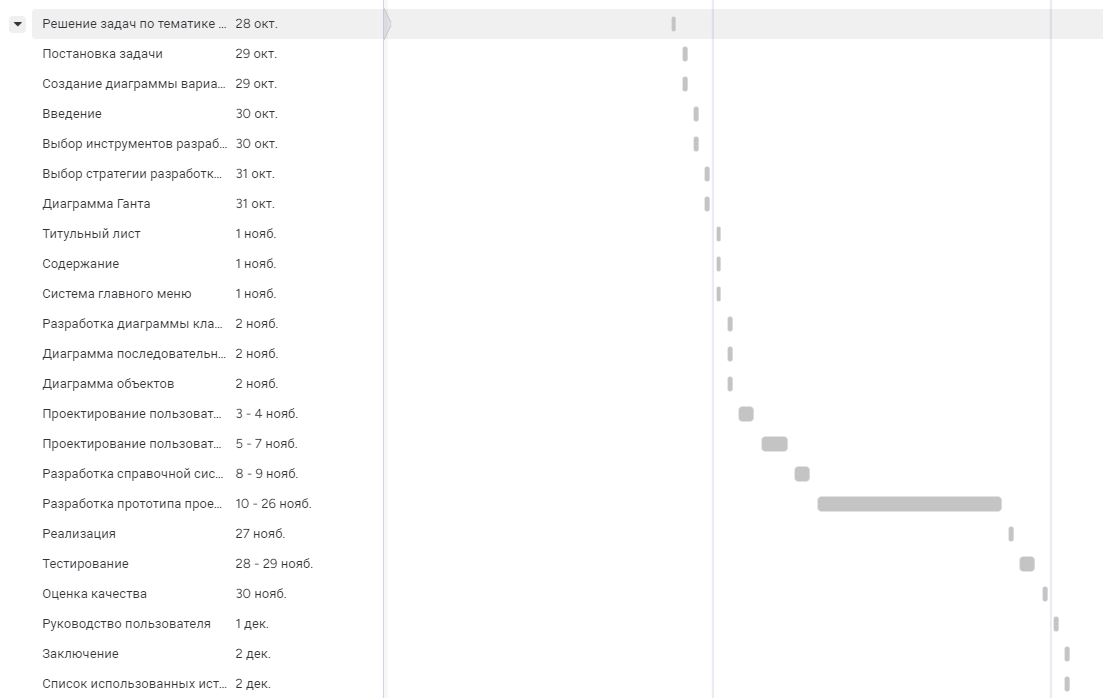 Решение задач по тематике ... 28 окт.
Постановка задачи 29 окт.
Создание диаграммы вариа... 29 окт.
Введение 30 окт.
Выбор инструментов разраб... 30 окт.
Выбор стратегии разработк... 31 окт.
Диаграмма Ганта 31 окт.
Титульный лист 1 нояб.
Содержание 1 нояб.
Система главного меню 1 нояб.
Разработка диаграммы кла... 2 нояб.
Диаграмма последовательн... 2 нояб.
Диаграмма объектов 2 нояб.
Проектирование пользоват... 3 - 4 нояб.
Проектирование пользоват... 5 - 7 нояб.
Разработка справочной сис... 8 - 9 нояб.
Разработка прототипа прое... 10 - 26 нояб.
Реализация 27 нояб.
Тестирование 28 - 29 нояб.
Оценка качества 30 нояб.
Руководство пользователя 1 дек.
Заключение 2 дек.
Список использованных ист... 2 дек.